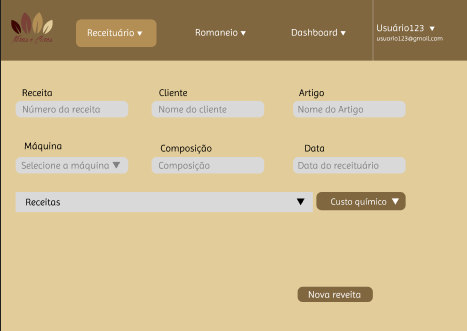 Receituário ▼
Romaneio ▼
Dashboard ▼
Usuário123 ▼
usuario123@gmail.com
Receita
Cliente
Artigo
Número da receita
Nome do cliente
Nome do Artigo
Máquina
Composição
Data
Selecione a máquina ▼
Composição
Data do receituário
Receitas ▼
Custo químico ▼
Nova reveita